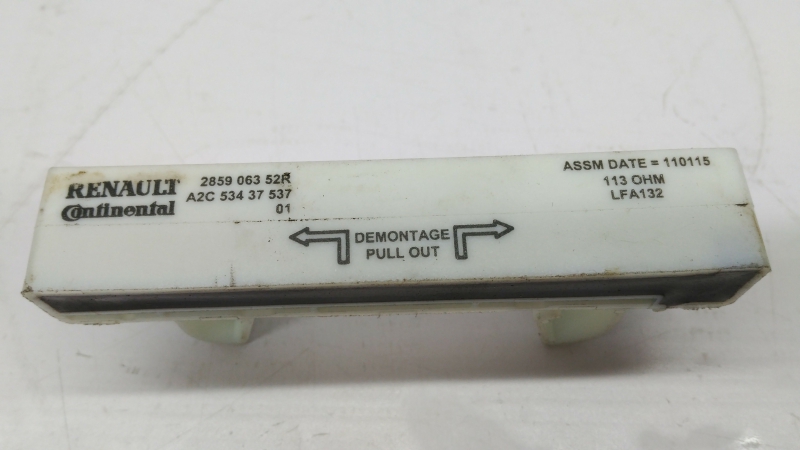 RENAULT
Continental
2859 063 52R
A2C 534 37 537
01
DEMONTAGE
PULL OUT
ASSM DATE = 110115
113 OHM
LFA132